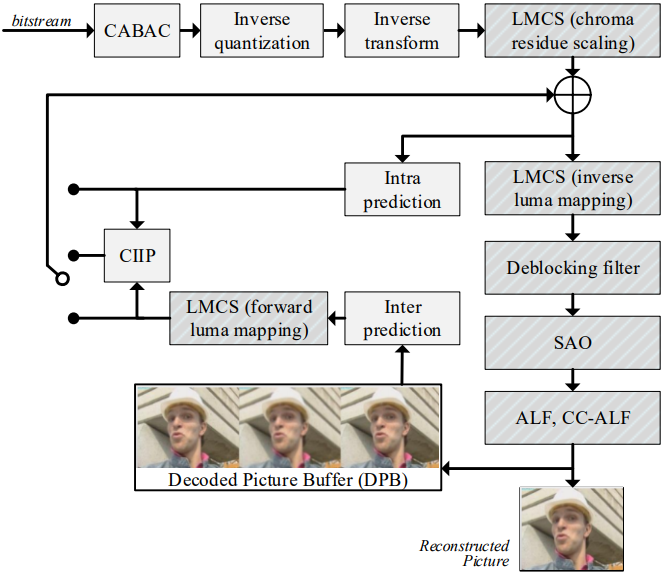 bitstream
CABAC
Inverse
quantization
Inverse
transform
LMCS (chroma
residue scaling)
Intra
prediction
LMCS (inverse
luma mapping)
CIIP
Deblocking filter
LMCS (forward
luma mapping)
Inter
prediction
SAO
ALF, CC-ALF
Decoded Picture Buffer (DPB)
Reconstructed
Picture